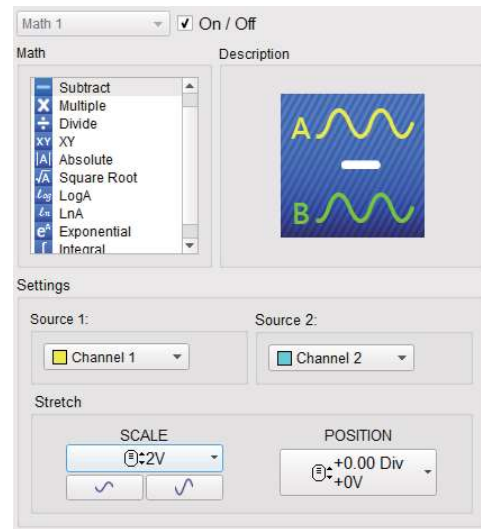 Math 1
On / Off
Math
Description
Subtract
X Multiple
÷ Divide
XY XY
|A| Absolute
√A Square Root
Log LogA
Ln LnA
eᴬ Exponential
∫ Integral
A
B
Settings
Source 1:
Source 2:
Channel 1
Channel 2
Stretch
SCALE
POSITION
2V
+0.00 Div
+0V